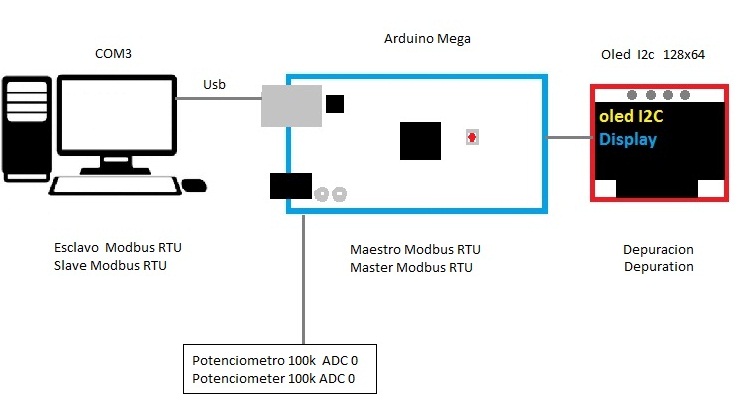 Arduino Mega
COM3
Oled I2c 128x64
Usb
oled I2C
Display
Esclavo Modbus RTU
Slave Modbus RTU
Maestro Modbus RTU
Master Modbus RTU
Depuracion
Depuration
Potenciometro 100k ADC 0
Potenciometer 100k ADC 0